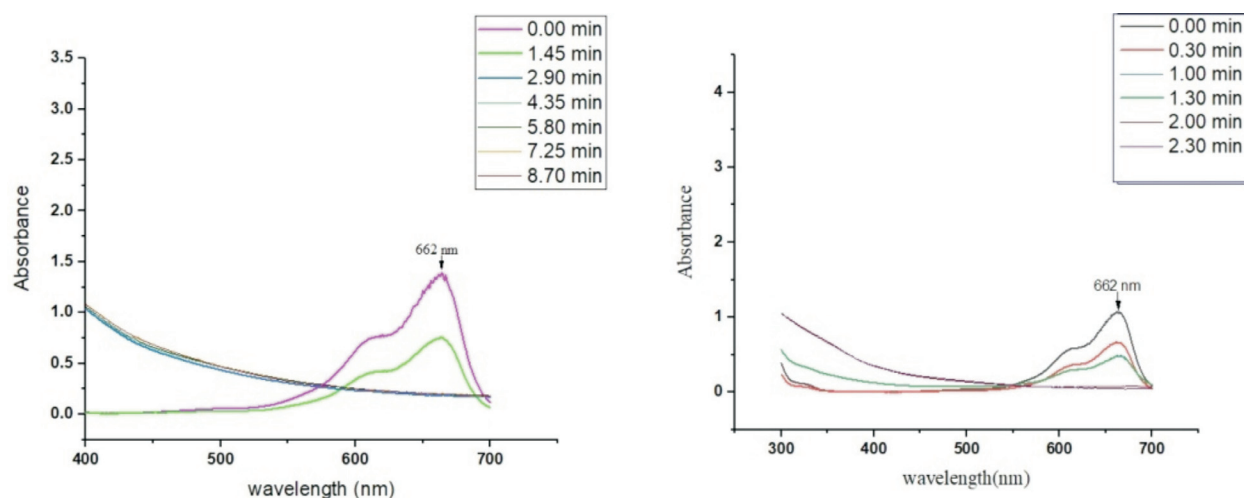 0.00 min
1.45 min
2.90 min
4.35 min
5.80 min
7.25 min
8.70 min
3.5
3.0
2.5
2.0
1.5
1.0
0.5
0.0
Absorbance
662 nm
400 500 600 700
wavelength (nm)
0.00 min
0.30 min
1.00 min
1.30 min
2.00 min
2.30 min
4
3
2
1
0
Absorbance
662 nm
300 400 500 600 700
wavelength(nm)